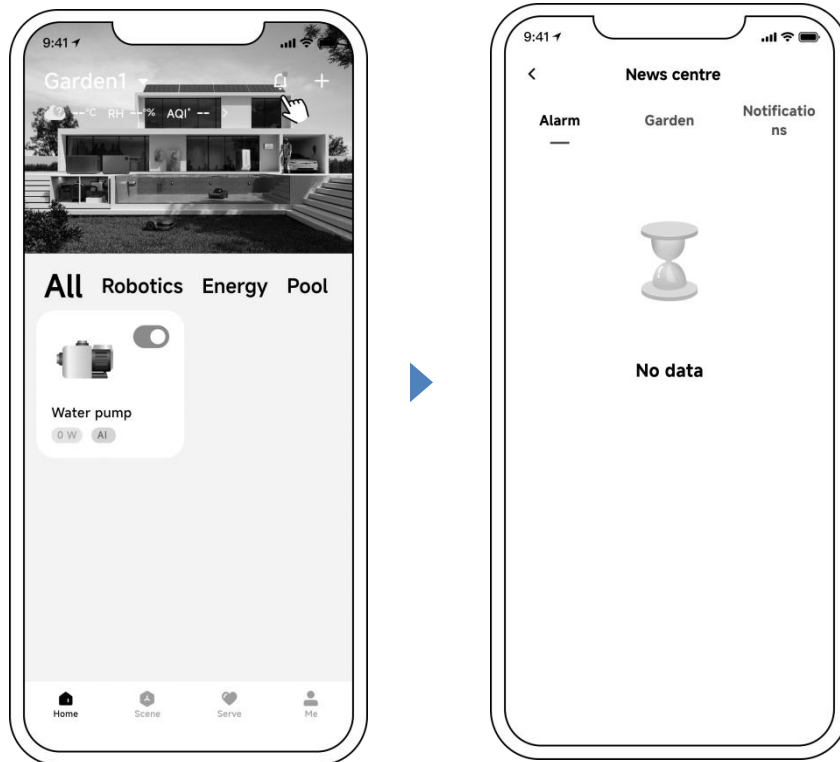 9:41
Garden1
--°C RH --% AQI* --
All Robotics Energy Pool
Water pump
0 W AI
Home Scene Serve Me
9:41
News centre
Alarm Garden Notificatio
ns
No data